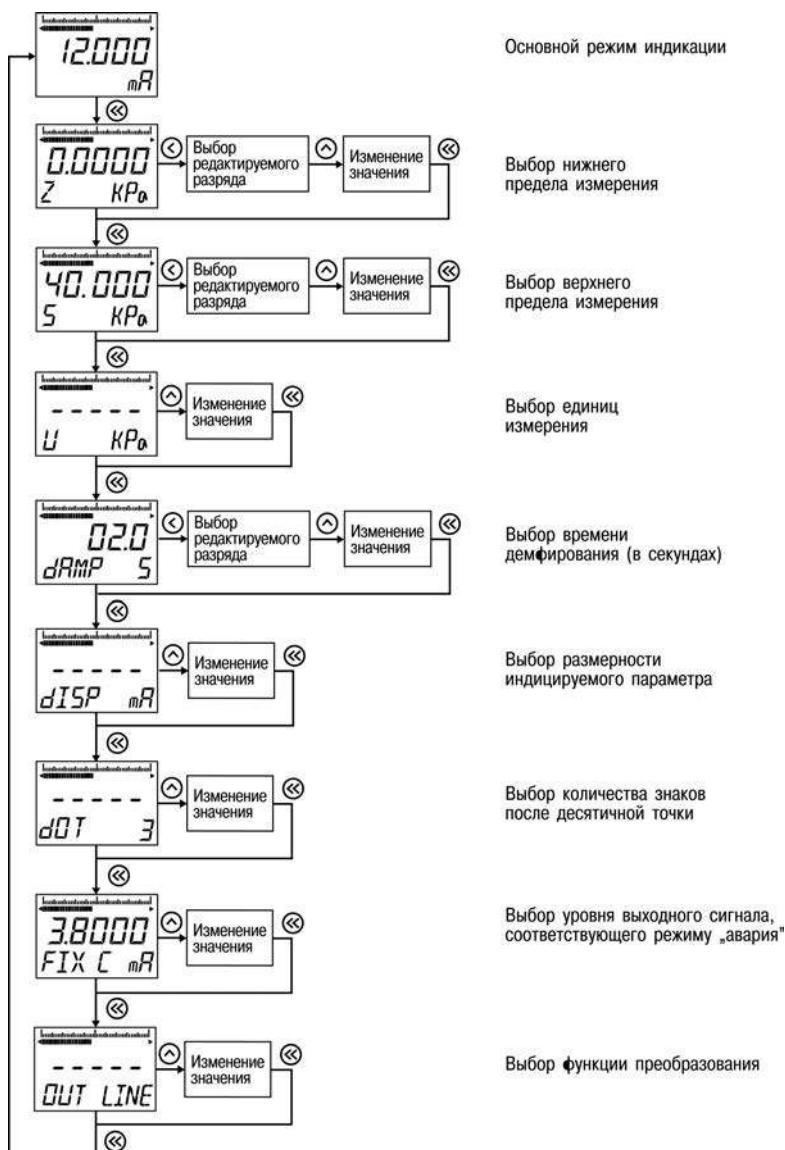 12.000
mA
Основной режим индикации
0.0000
Z KPa
Выбор
редактируемого
разряда
Изменение
значения
Выбор нижнего
предела измерения
40.000
S KPa
Выбор
редактируемого
разряда
Изменение
значения
Выбор верхнего
предела измерения
- - - - -
U KPa
Изменение
значения
Выбор единиц
измерения
02.0
dAMP S
Выбор
редактируемого
разряда
Изменение
значения
Выбор времени
демфирования (в секундах)
- - - - -
dISP mA
Изменение
значения
Выбор размерности
индицируемого параметра
- - - - -
dOT 3
Изменение
значения
Выбор количества знаков
после десятичной точки
3.8000
FIX C mA
Изменение
значения
Выбор уровня выходного сигнала,
соответствующего режиму „авария"
- - - - -
OUT LINE
Изменение
значения
Выбор функции преобразования